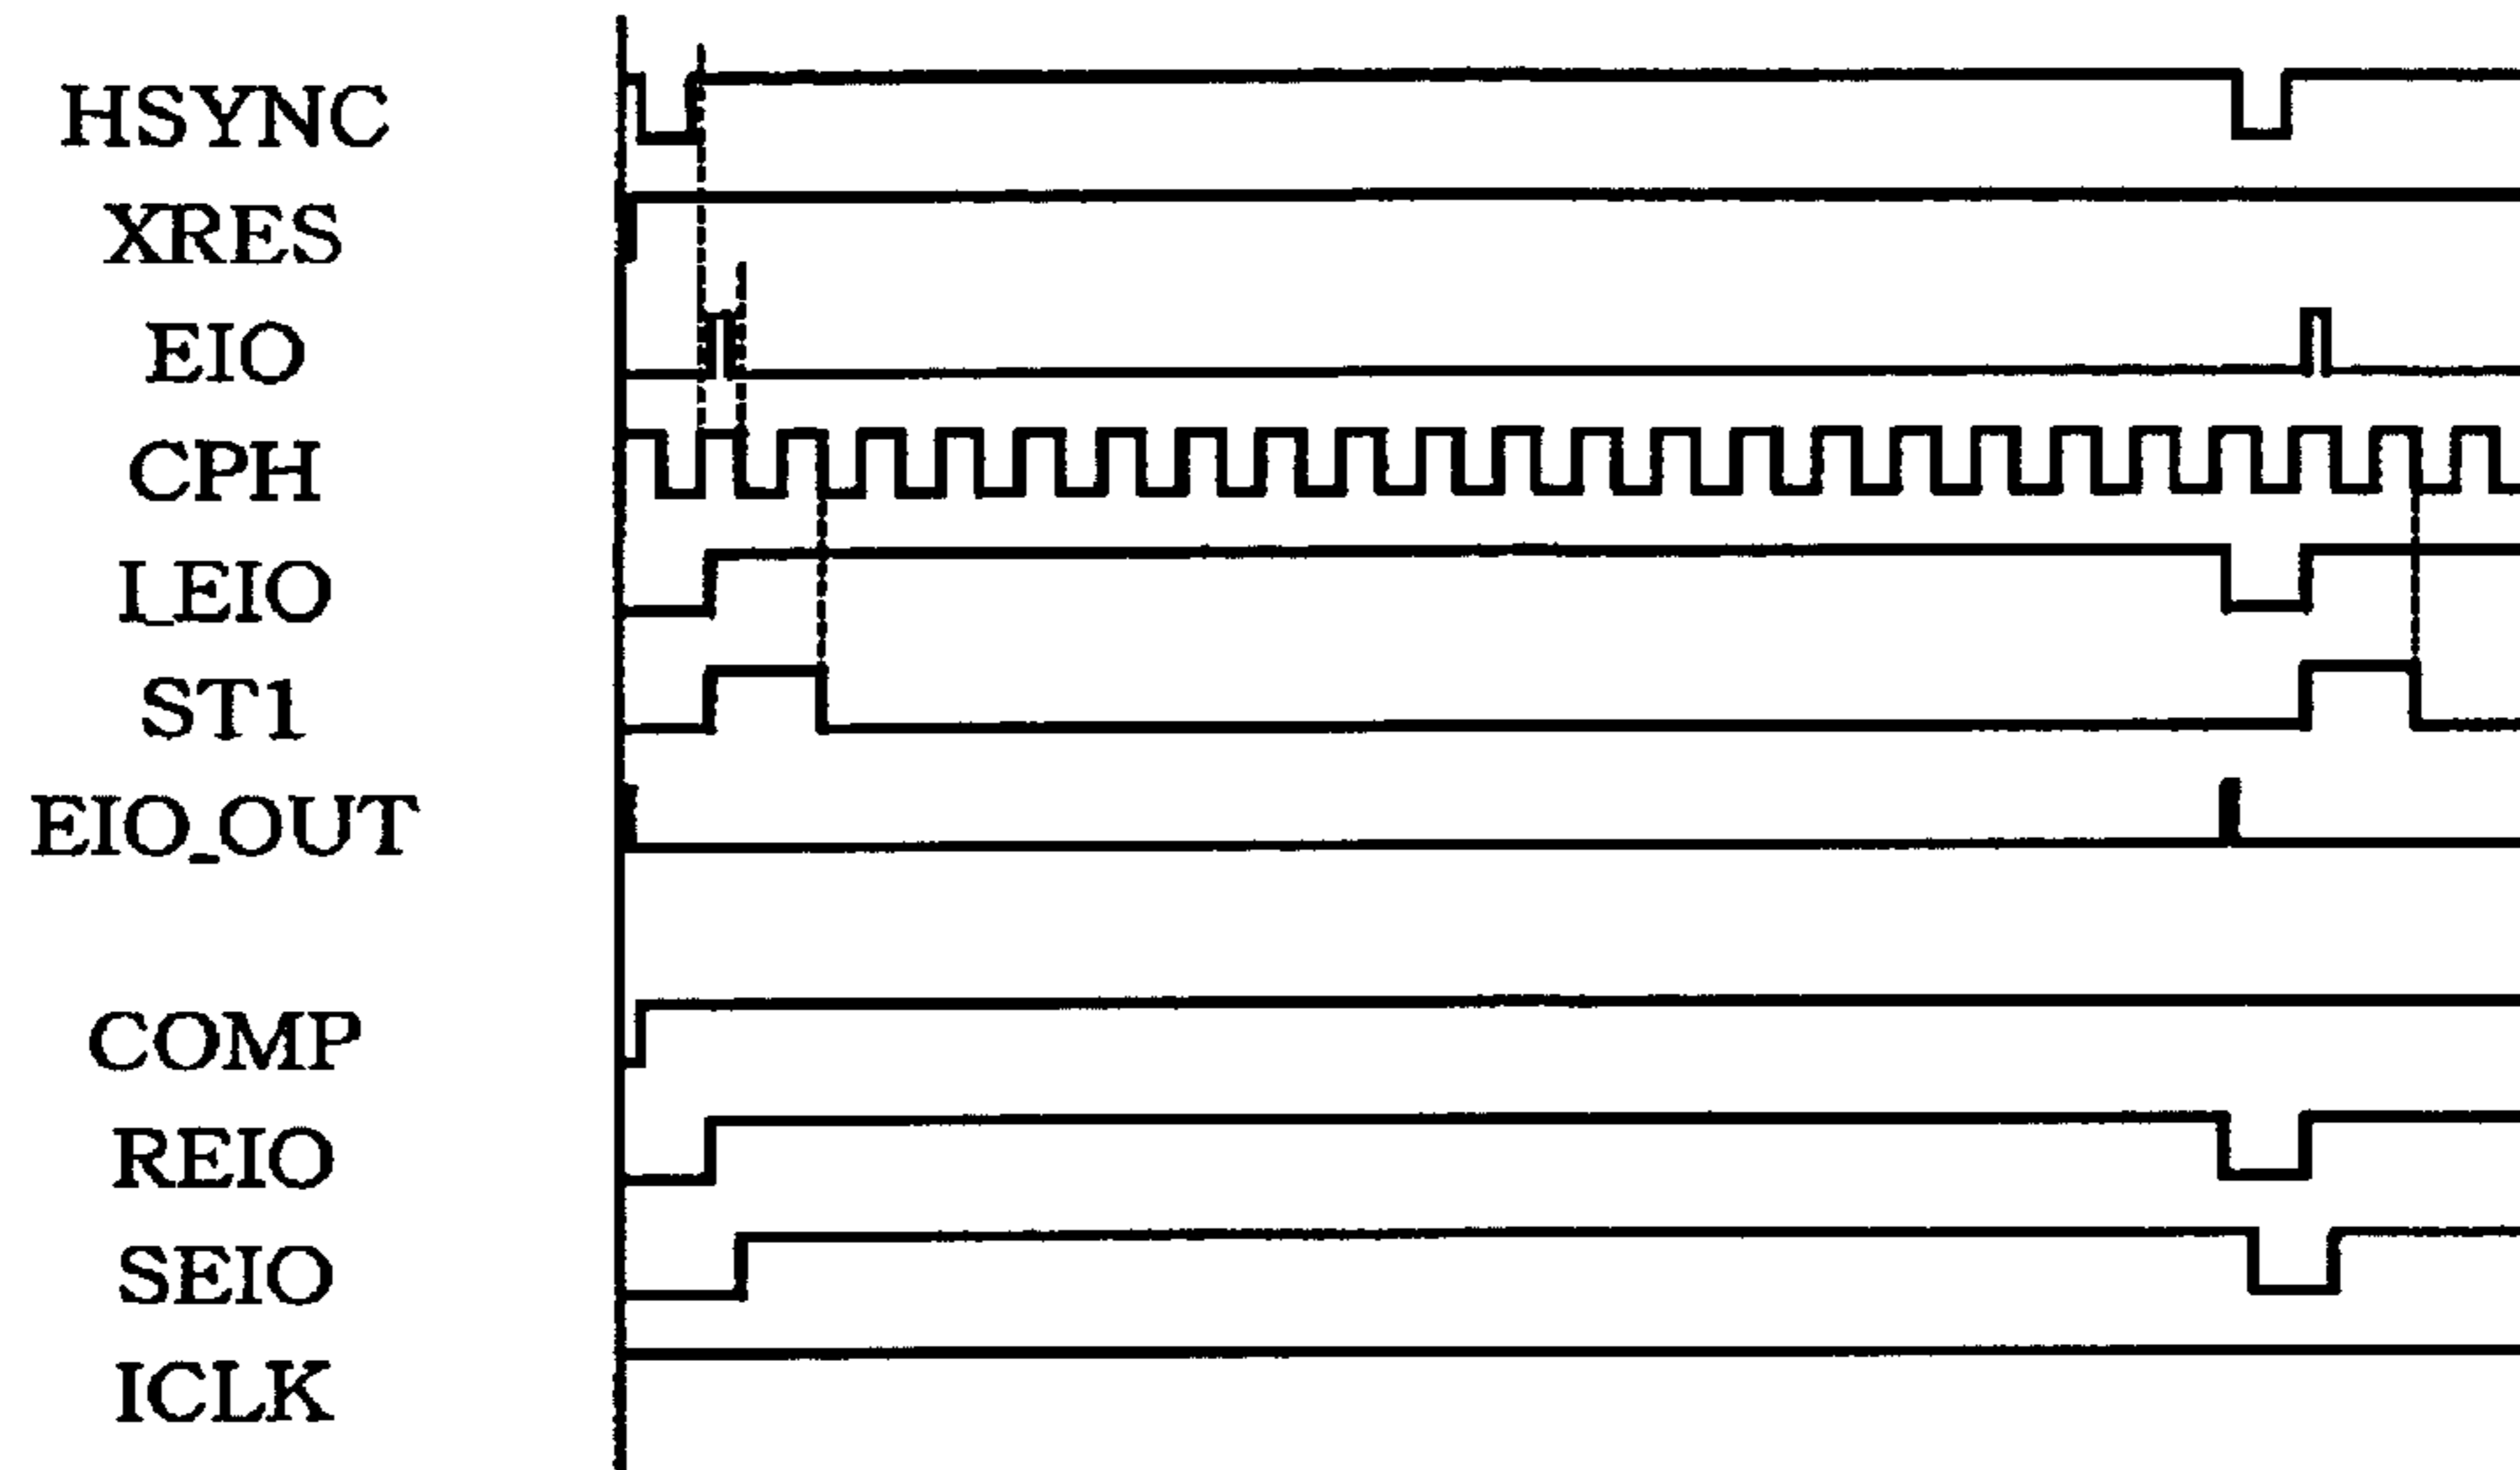 HSYNC
XRES
EIO
CPH
I_EIO
ST1
EIO_OUT
COMP
REIO
SEIO
ICLK